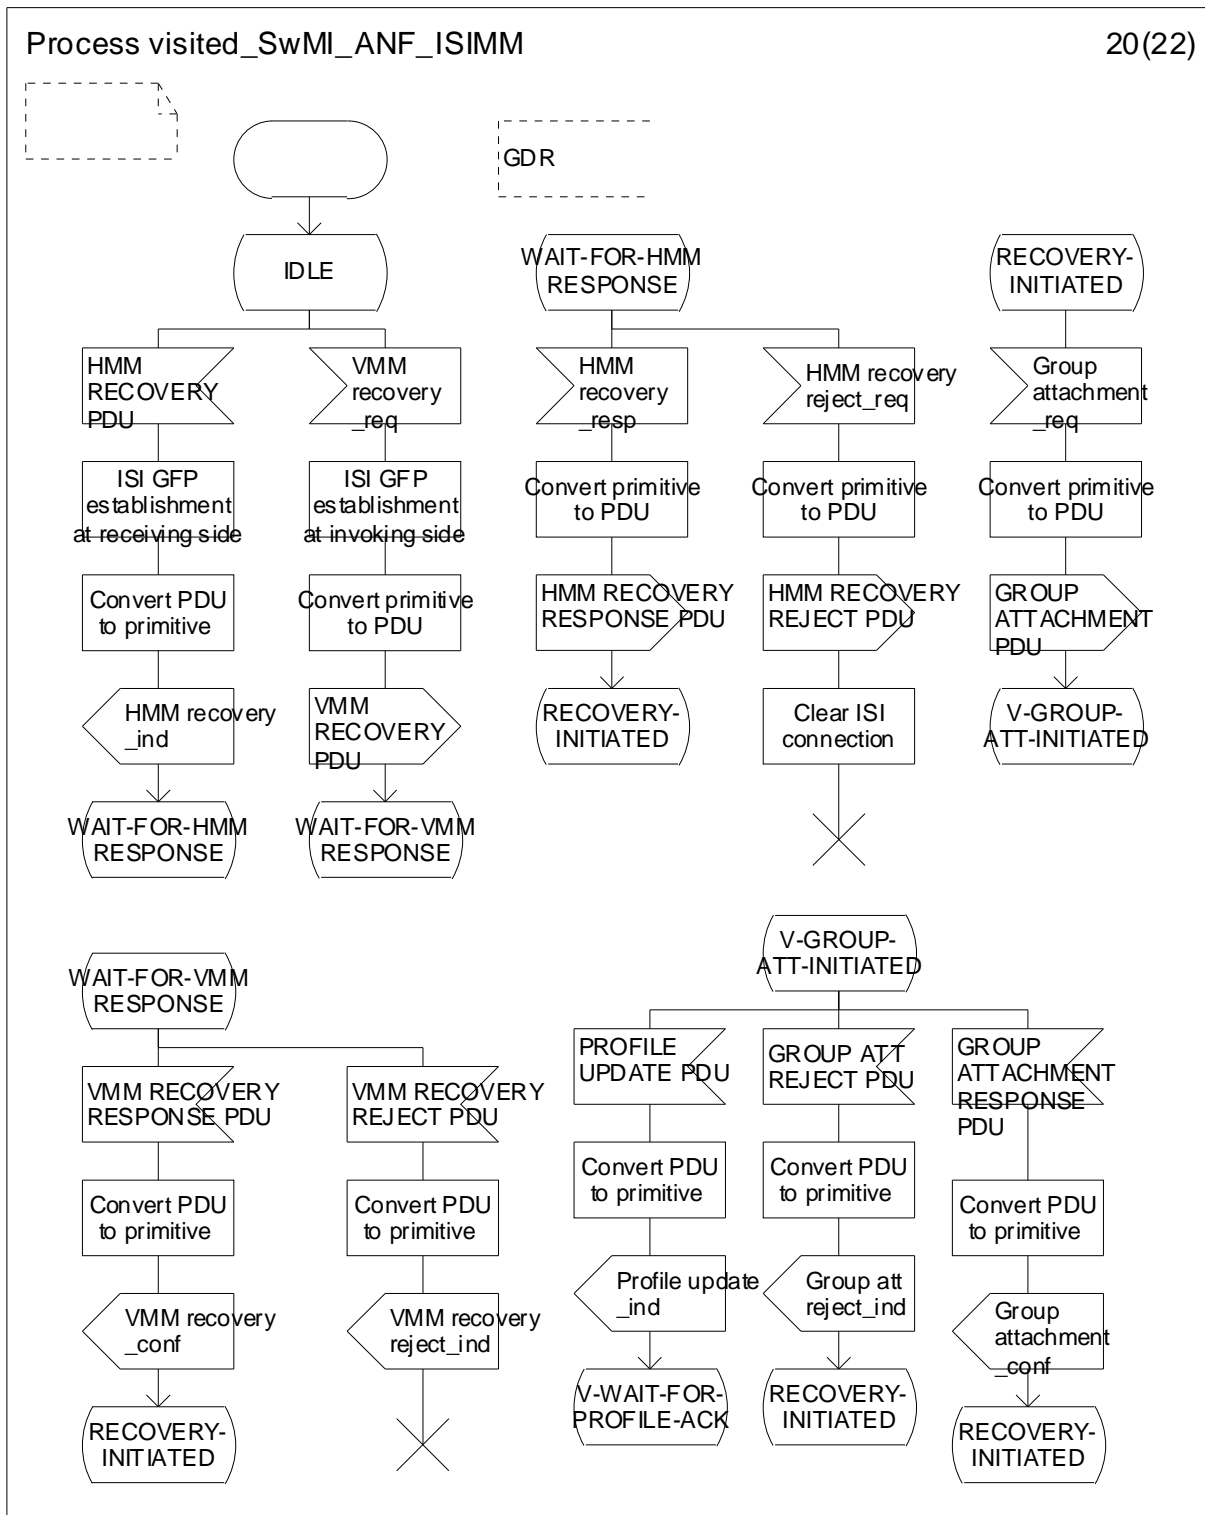 Process visited_SwMI_ANF_ISIMM
20(22)
GDR
IDLE
HMM
RECOVERY
PDU
ISI GFP
establishment
at receiving side
Convert PDU
to primitive
HMM recovery
_ind
WAIT-FOR-HMM
RESPONSE
VMM
recovery
_req
ISI GFP
establishment
at invoking side
Convert primitive
to PDU
VMM
RECOVERY
PDU
WAIT-FOR-VMM
RESPONSE
WAIT-FOR-HMM
RESPONSE
HMM
recovery
_resp
Convert primitive
to PDU
HMM RECOVERY
RESPONSE PDU
RECOVERY-
INITIATED
HMM recovery
reject_req
Convert primitive
to PDU
HMM RECOVERY
REJECT PDU
Clear ISI
connection
RECOVERY-
INITIATED
Group
attachment
_req
Convert primitive
to PDU
GROUP
ATTACHMENT
PDU
V-GROUP-
ATT-INITIATED
WAIT-FOR-VMM
RESPONSE
VMM RECOVERY
RESPONSE PDU
Convert PDU
to primitive
VMM recovery
_conf
RECOVERY-
INITIATED
VMM RECOVERY
REJECT PDU
Convert PDU
to primitive
VMM recovery
reject_ind
V-GROUP-
ATT-INITIATED
PROFILE
UPDATE PDU
Convert PDU
to primitive
Profile update
_ind
V-WAIT-FOR-
PROFILE-ACK
GROUP ATT
REJECT PDU
Convert PDU
to primitive
Group att
reject_ind
RECOVERY-
INITIATED
GROUP
ATTACHMENT
RESPONSE
PDU
Convert PDU
to primitive
Group
attachment
_conf
RECOVERY-
INITIATED